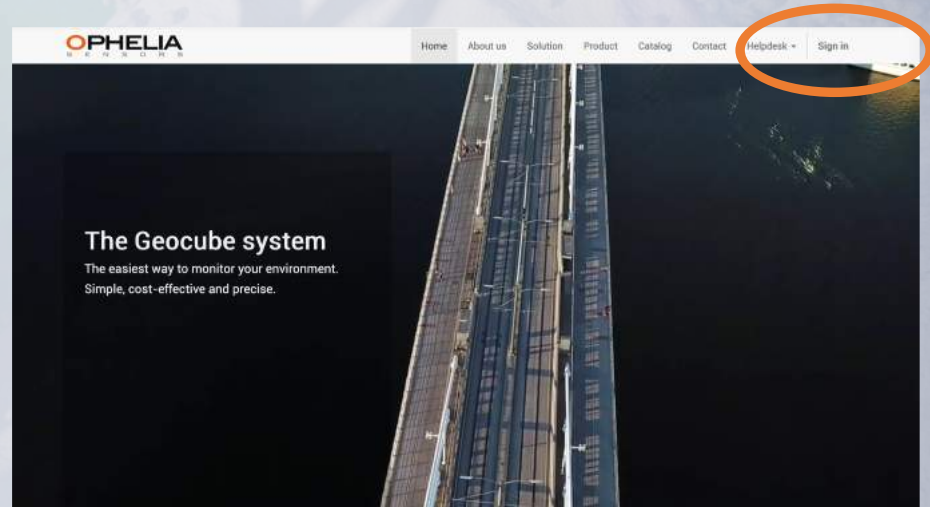 OPHELIA
SENSORS
Home About us Solution Product Catalog Contact Helpdesk Sign in
The Geocube system
The easiest way to monitor your environment.
Simple, cost-effective and precise.